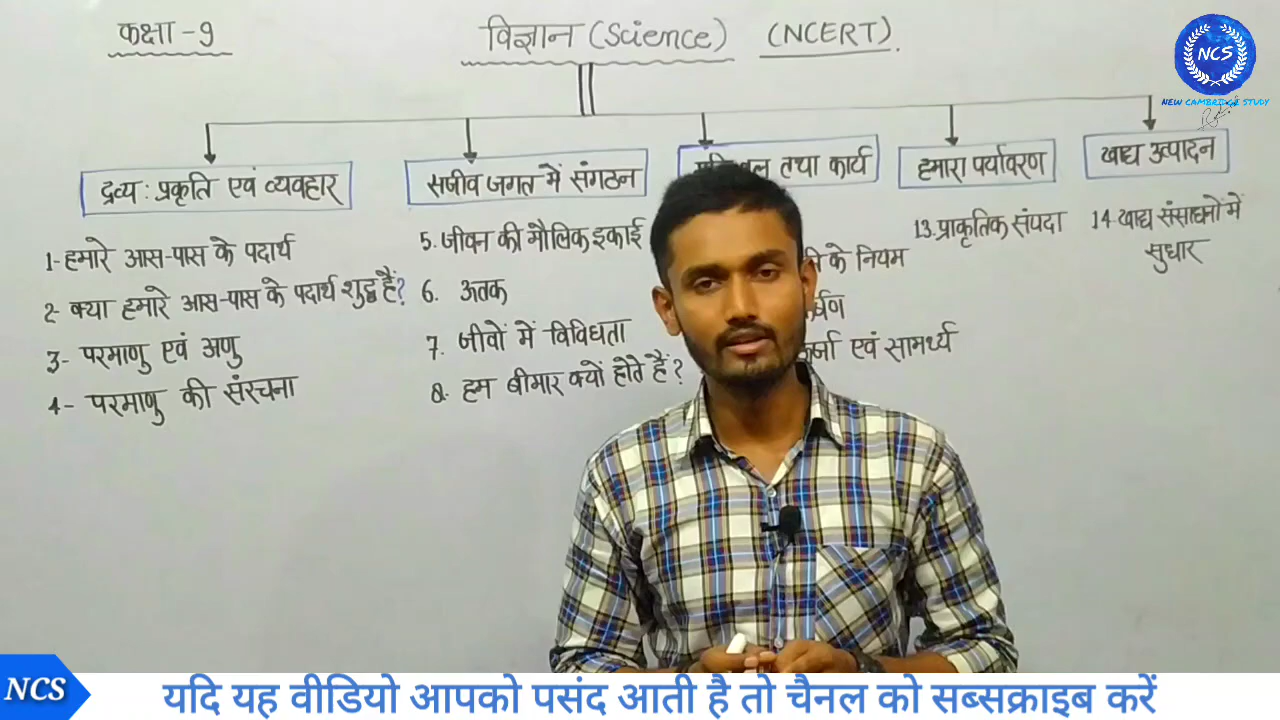 कक्षा - 9
विज्ञान (Science) (NCERT).
NCS
NEW CAMBRIDGE STUDY
द्रव्य : प्रकृति एवं व्यवहार
1- हमारे आस-पास के पदार्थ
2- क्या हमारे आस-पास के पदार्थ शुद्ध हैं?
3- परमाणु एवं अणु
4- परमाणु की संरचना
सजीव जगत में संगठन
5. जीवन की मौलिक इकाई
6. ऊतक
7. जीवों में विविधता
8. हम बीमार क्यों होते हैं?
तथा कार्य
के नियम
एवं सामर्थ्य
हमारा पर्यावरण
13. प्राकृतिक संपदा
खाद्य उत्पादन
14- खाद्य संसाधनों में
सुधार
NCS
यदि यह वीडियो आपको पसंद आती है तो चैनल को सब्सक्राइब करें